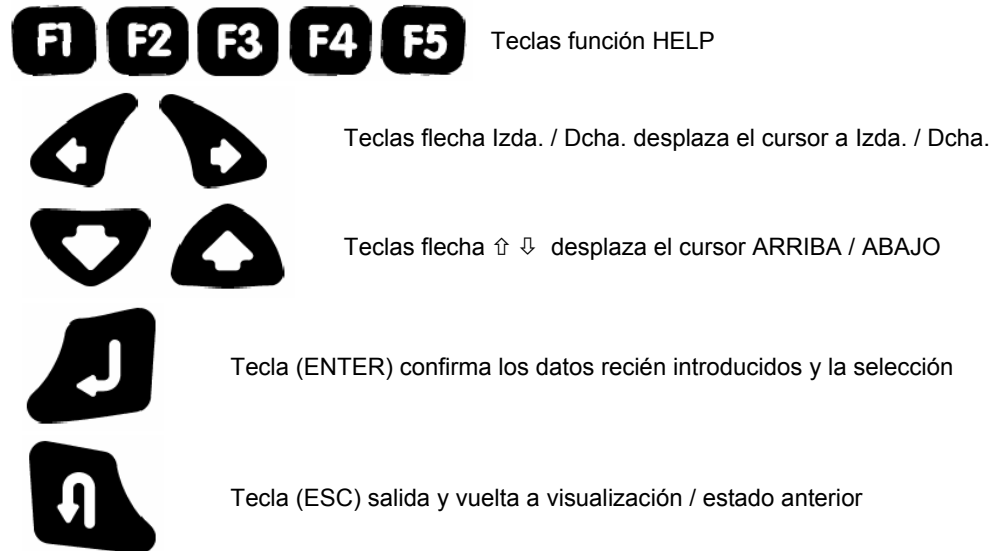 F1 F2 F3 F4 F5 Teclas función HELP
Teclas flecha Izda. / Dcha. desplaza el cursor a Izda. / Dcha.
Teclas flecha ⇧ ⇩ desplaza el cursor ARRIBA / ABAJO
Tecla (ENTER) confirma los datos recién introducidos y la selección
Tecla (ESC) salida y vuelta a visualización / estado anterior